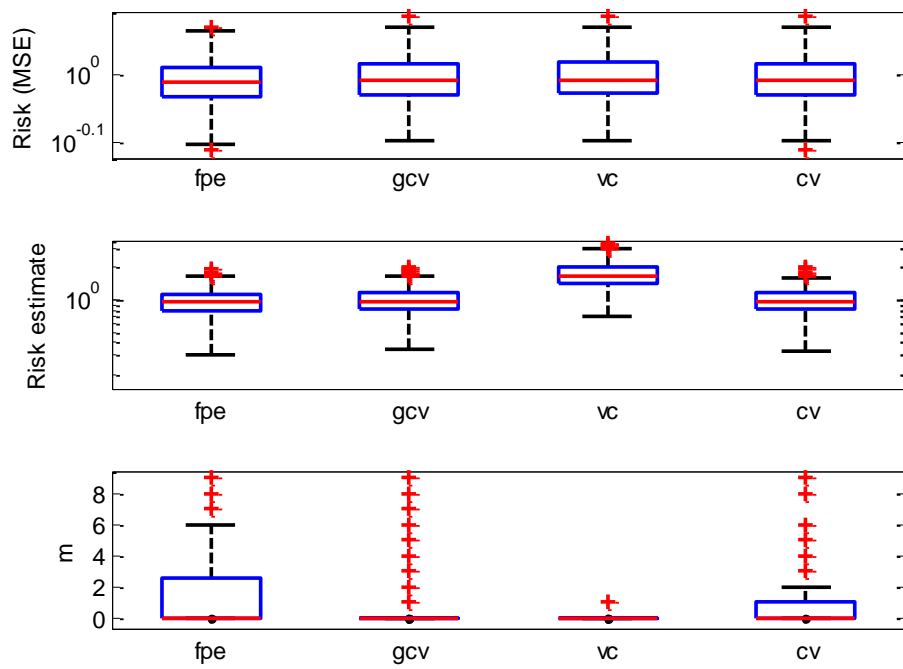 Risk (MSE)
10^0
10^-0.1
fpe gcv vc cv
Risk estimate
10^0
fpe gcv vc cv
m
8
6
4
2
0
fpe gcv vc cv